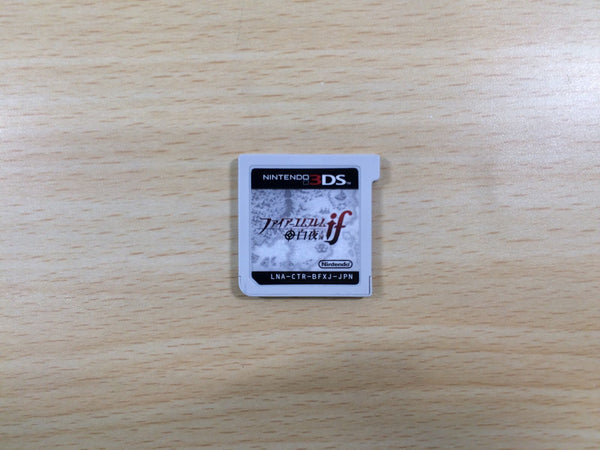 NINTENDO 3DS™
ファイアーエムブレム if
白夜
Nintendo
LNA-CTR-BFXJ-JPN